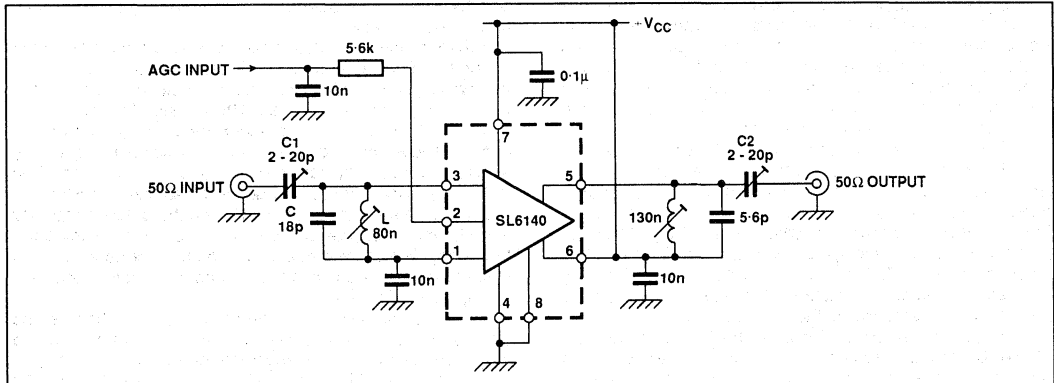 +VCC
5·6k
AGC INPUT
10n
0·1µ
7
C1
2 - 20p
C2
2 - 20p
50Ω INPUT
3
5
50Ω OUTPUT
C
18p
L
80n
2
SL6140
130n
5·6p
1
6
10n
10n
4
8